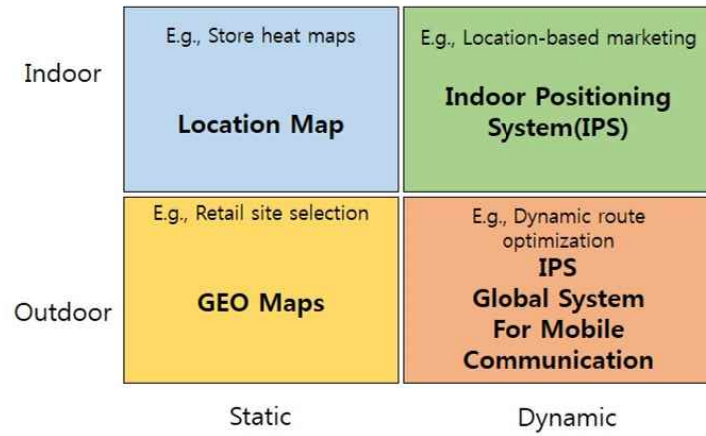 Indoor
E.g., Store heat maps
Location Map
E.g., Location-based marketing
Indoor Positioning
System(IPS)
Outdoor
E.g., Retail site selection
GEO Maps
E.g., Dynamic route
optimization
IPS
Global System
For Mobile
Communication
Static
Dynamic